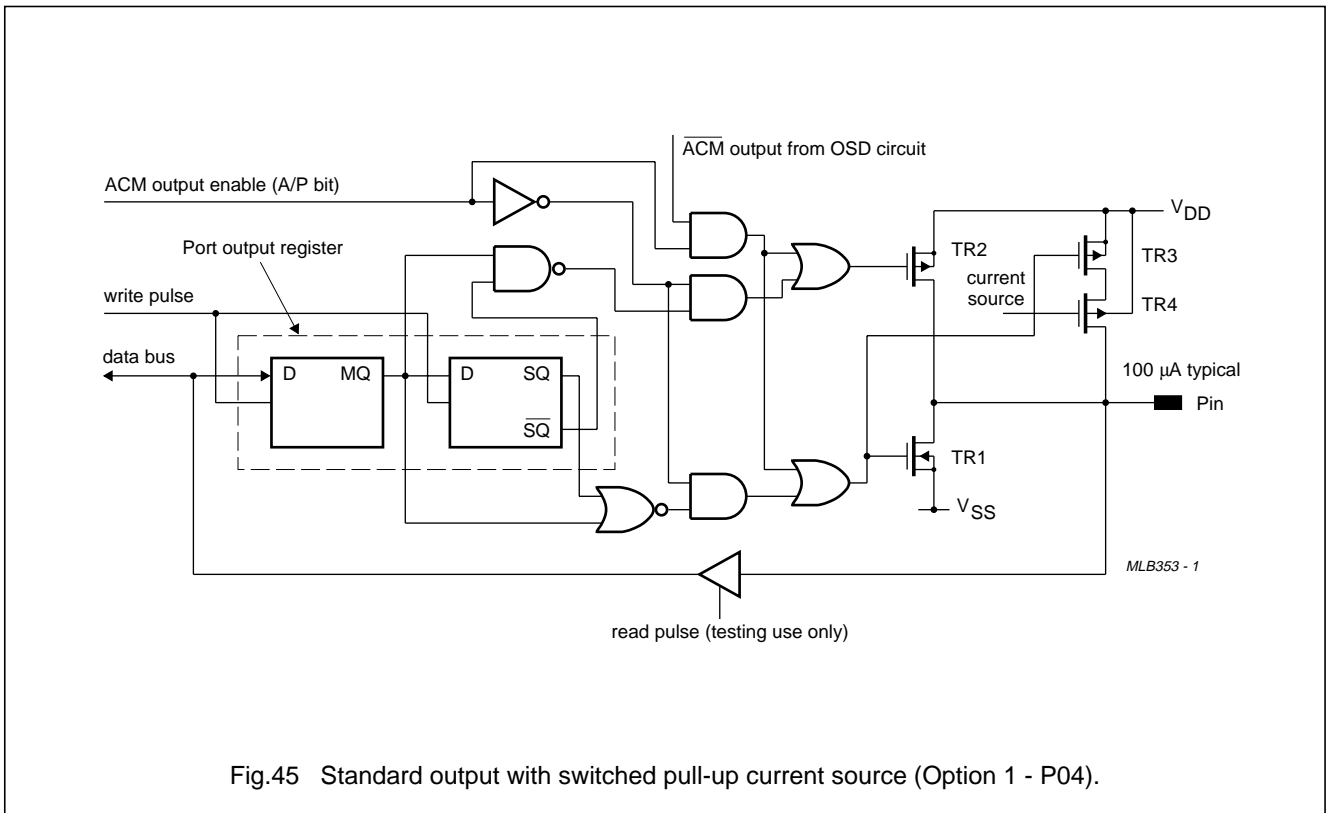 ACM output from OSD circuit
ACM output enable (A/P bit)
VDD
Port output register
TR2
TR3
current
source
TR4
write pulse
data bus
D MQ
D SQ
SQ
100 µA typical
Pin
TR1
VSS
MLB353 - 1
read pulse (testing use only)
Fig.45 Standard output with switched pull-up current source (Option 1 - P04).